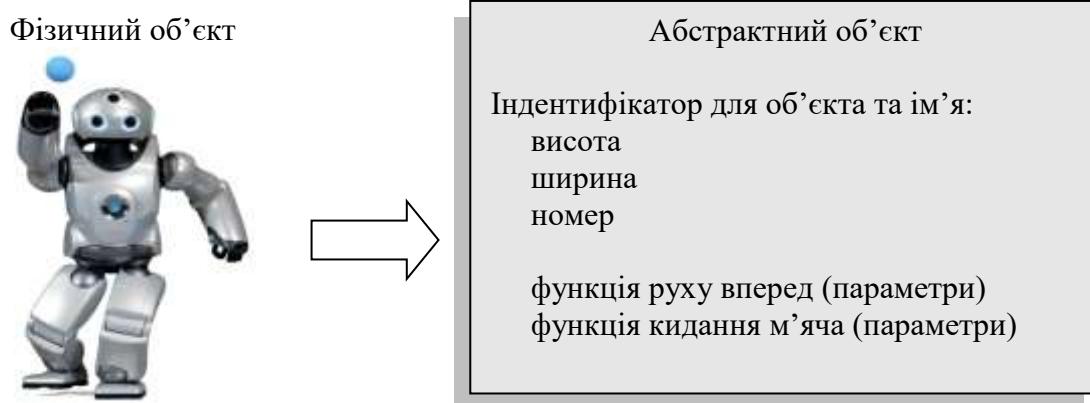 Фізичний об’єкт
Абстрактний об’єкт
Індентифікатор для об’єкта та ім’я:
висота
ширина
номер
функція руху вперед (параметри)
функція кидання м’яча (параметри)